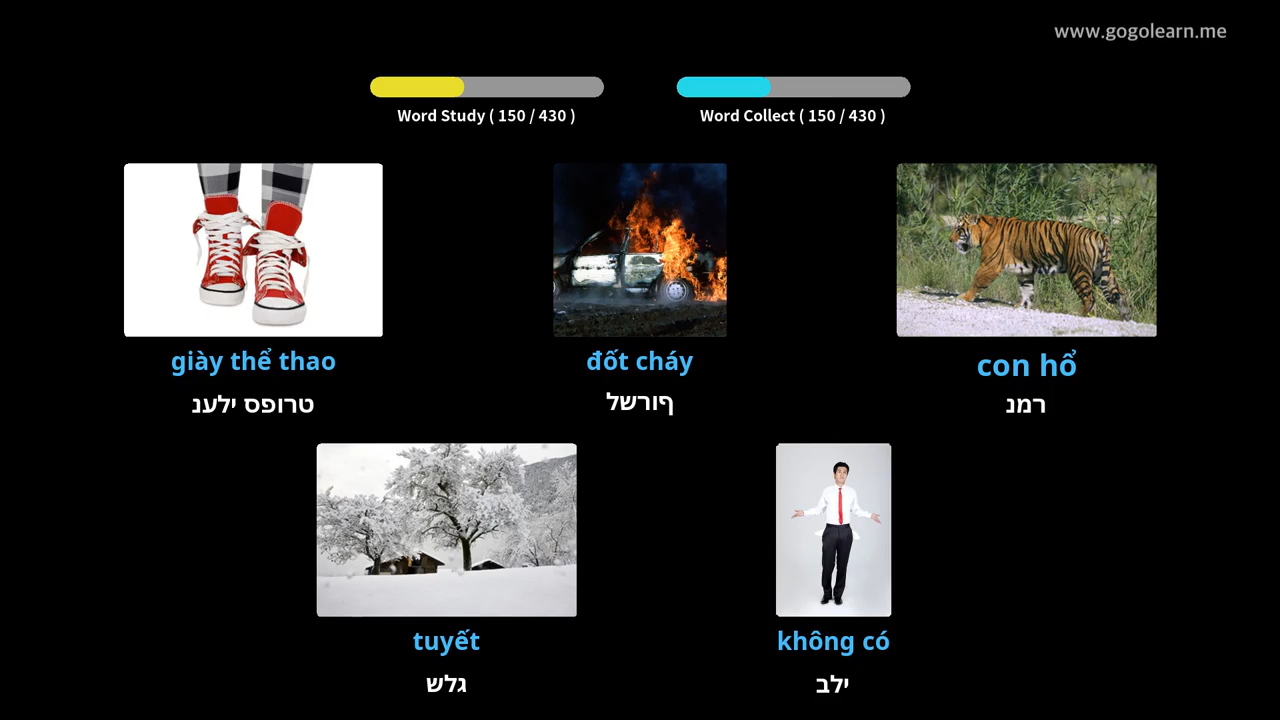 www.gogolearn.me
Word Study ( 150 / 430 )
Word Collect ( 150 / 430 )
giày thể thao
טרופס ילענ
đốt cháy
ףורשל
con hổ
רמנ
tuyết
גלש
không có
ילב